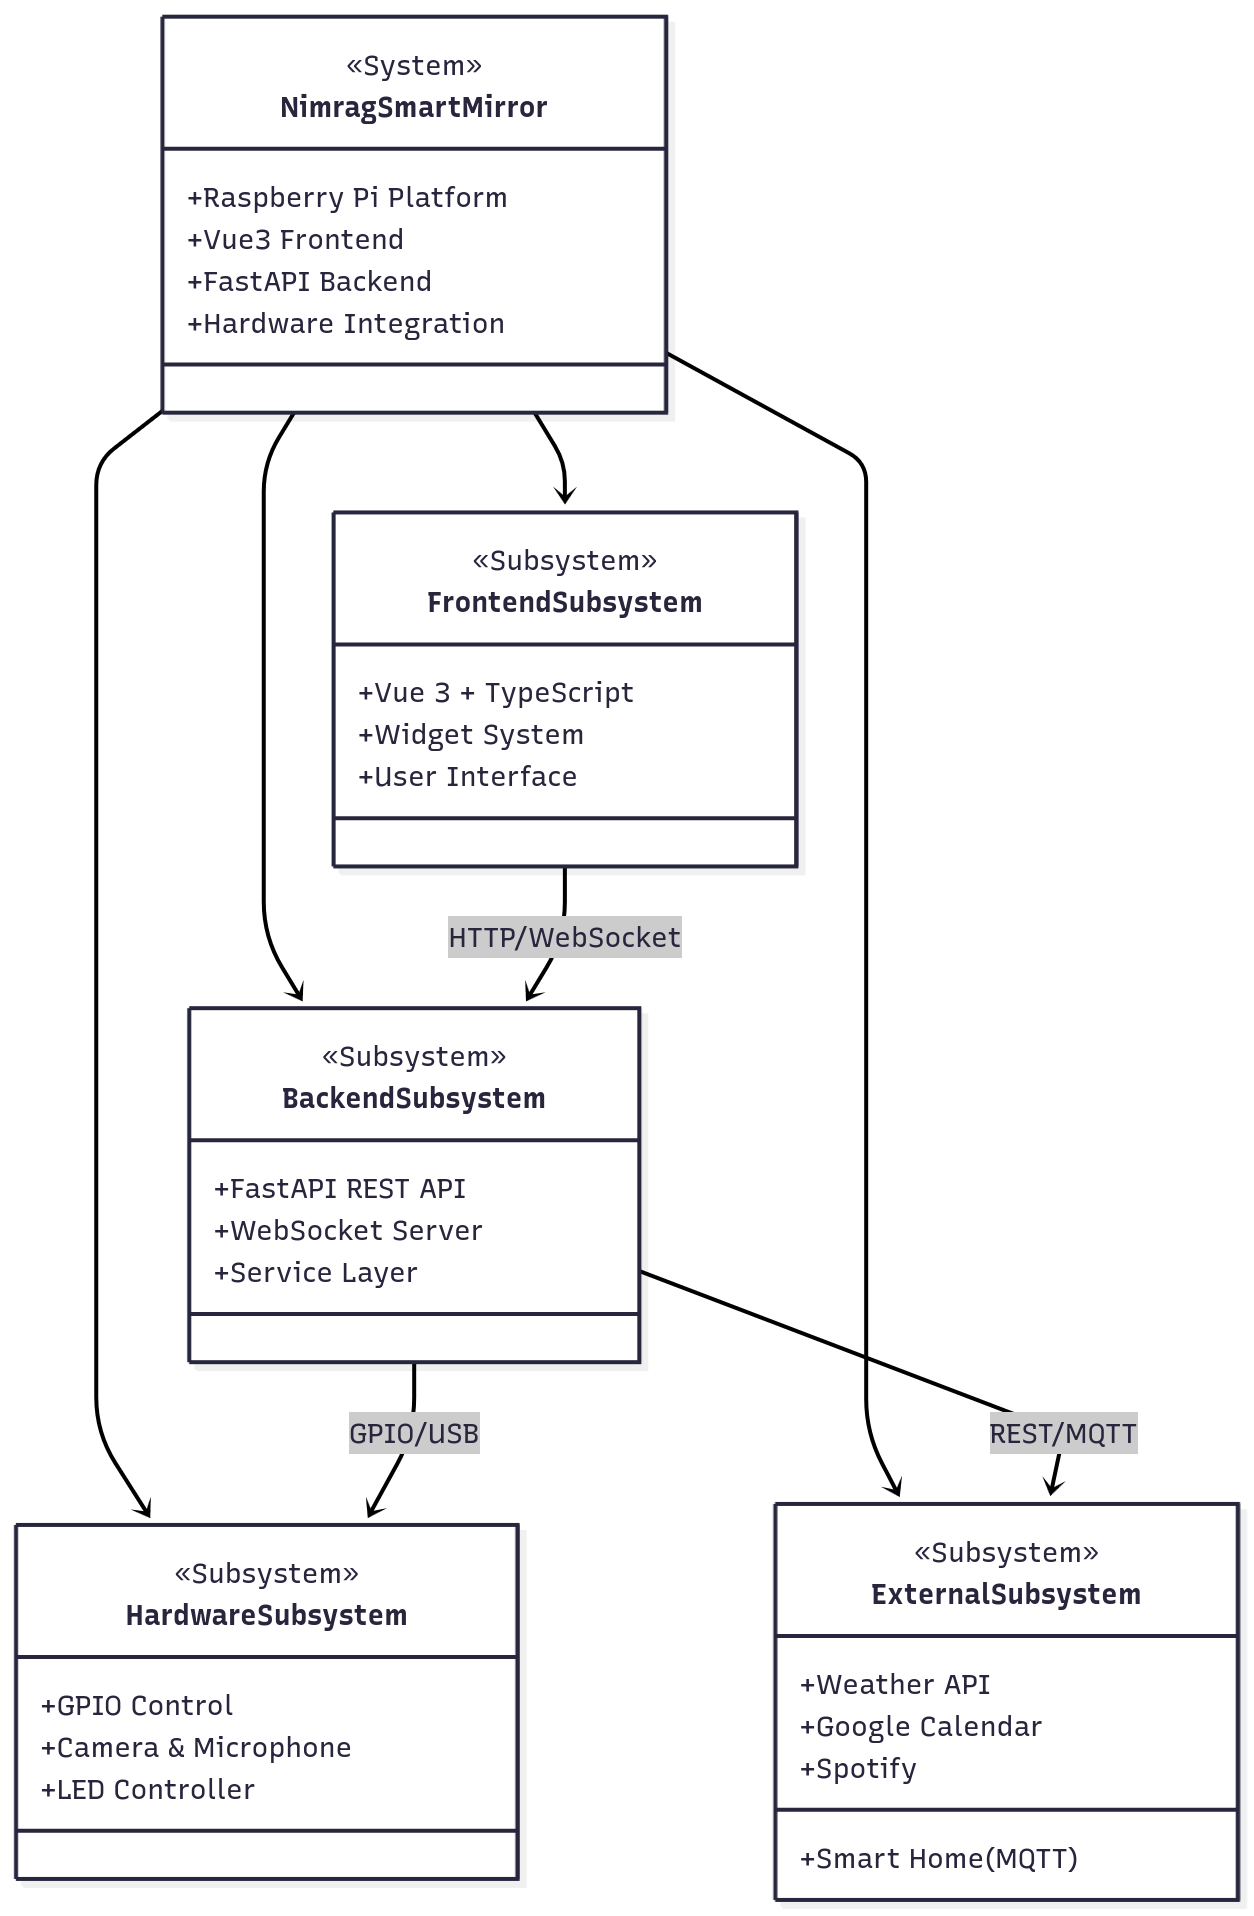 «System»
NimragSmartMirror
+Raspberry Pi Platform
+Vue3 Frontend
+FastAPI Backend
+Hardware Integration
«Subsystem»
FrontendSubsystem
+Vue 3 + TypeScript
+Widget System
+User Interface
HTTP/WebSocket
«Subsystem»
BackendSubsystem
+FastAPI REST API
+WebSocket Server
+Service Layer
GPIO/USB
REST/MQTT
«Subsystem»
HardwareSubsystem
+GPIO Control
+Camera & Microphone
+LED Controller
«Subsystem»
ExternalSubsystem
+Weather API
+Google Calendar
+Spotify
+Smart Home(MQTT)